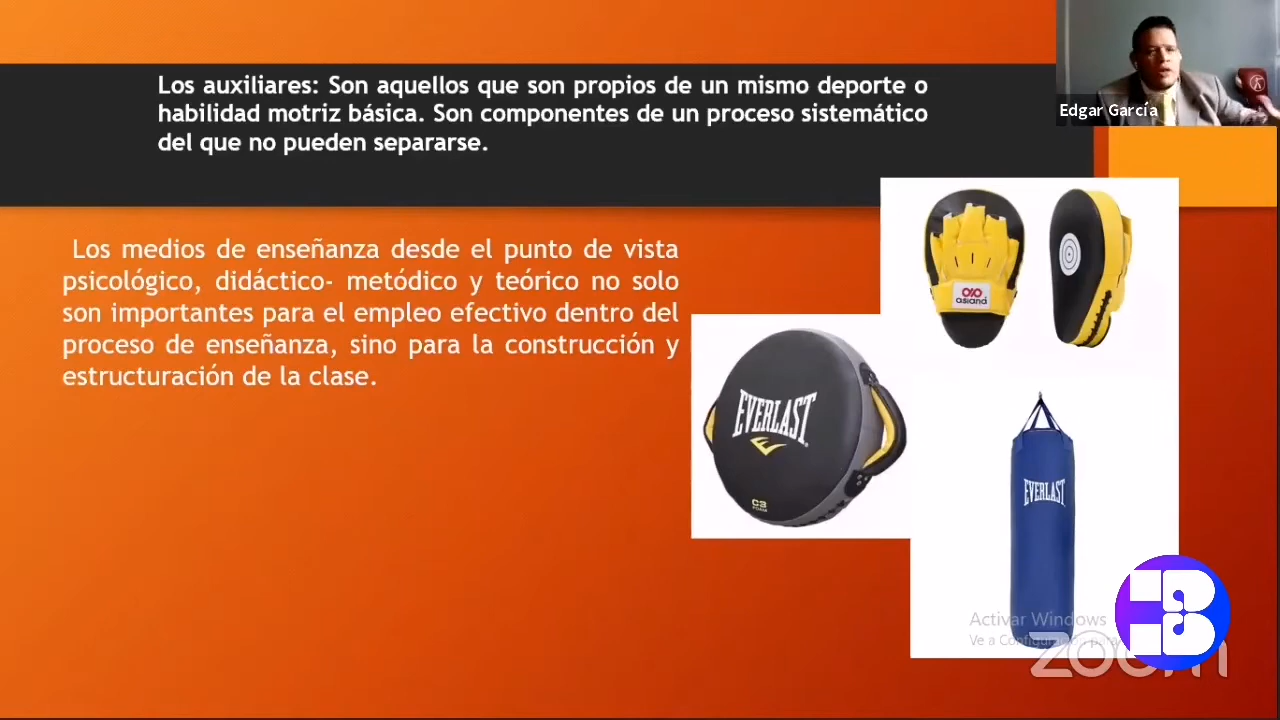 Los auxiliares: Son aquellos que son propios de un mismo deporte o
habilidad motriz básica. Son componentes de un proceso sistemático
del que no pueden separarse.
Edgar García
Los medios de enseñanza desde el punto de vista
psicológico, didáctico- metódico y teórico no solo
son importantes para el empleo efectivo dentro del
proceso de enseñanza, sino para la construcción y
estructuración de la clase.
asiana
EVERLAST
C3
EVERLAST
Activar Windows
Ve a
zoom